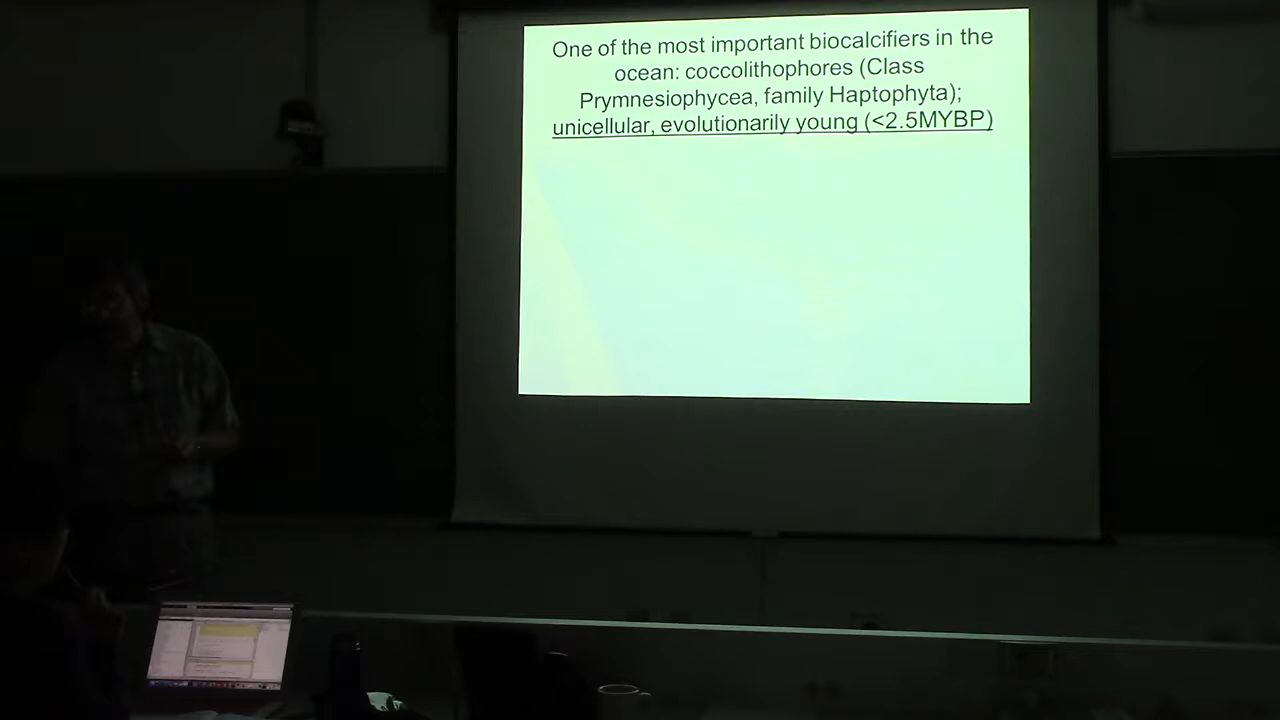 One of the most important biocalcifiers in the
ocean: coccolithophores (Class
Prymnesiophycea, family Haptophyta);
unicellular, evolutionarily young (<2.5MYBP)